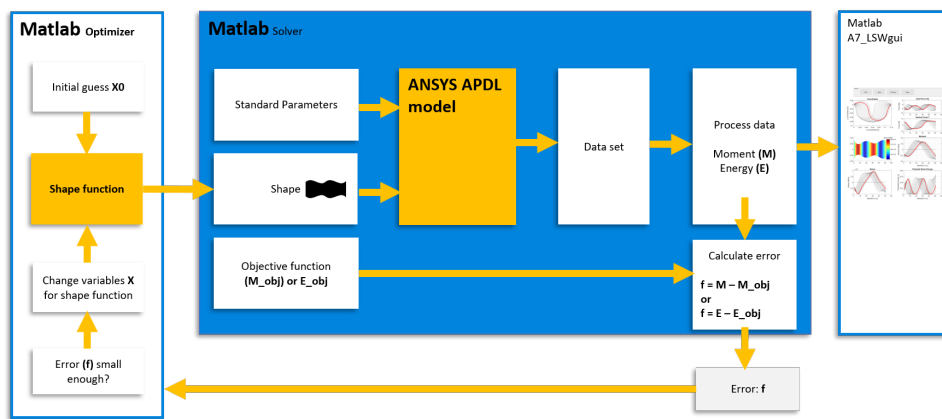 Matlab Optimizer
Initial guess X0
Shape function
Change variables X
for shape function
Error (f) small
enough?
Matlab Solver
Standard Parameters
Shape
Objective function
(M_obj) or E_obj
ANSYS APDL
model
Data set
Process data
Moment (M)
Energy (E)
Calculate error
f = M – M_obj
or
f = E – E_obj
Error: f
Matlab
A7_LSWgui